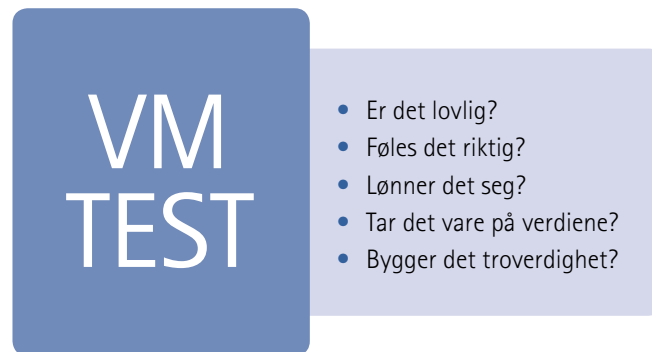 VM
TEST
• Er det lovlig?
• Føles det riktig?
• Lønner det seg?
• Tar det vare på verdiene?
• Bygger det troverdighet?